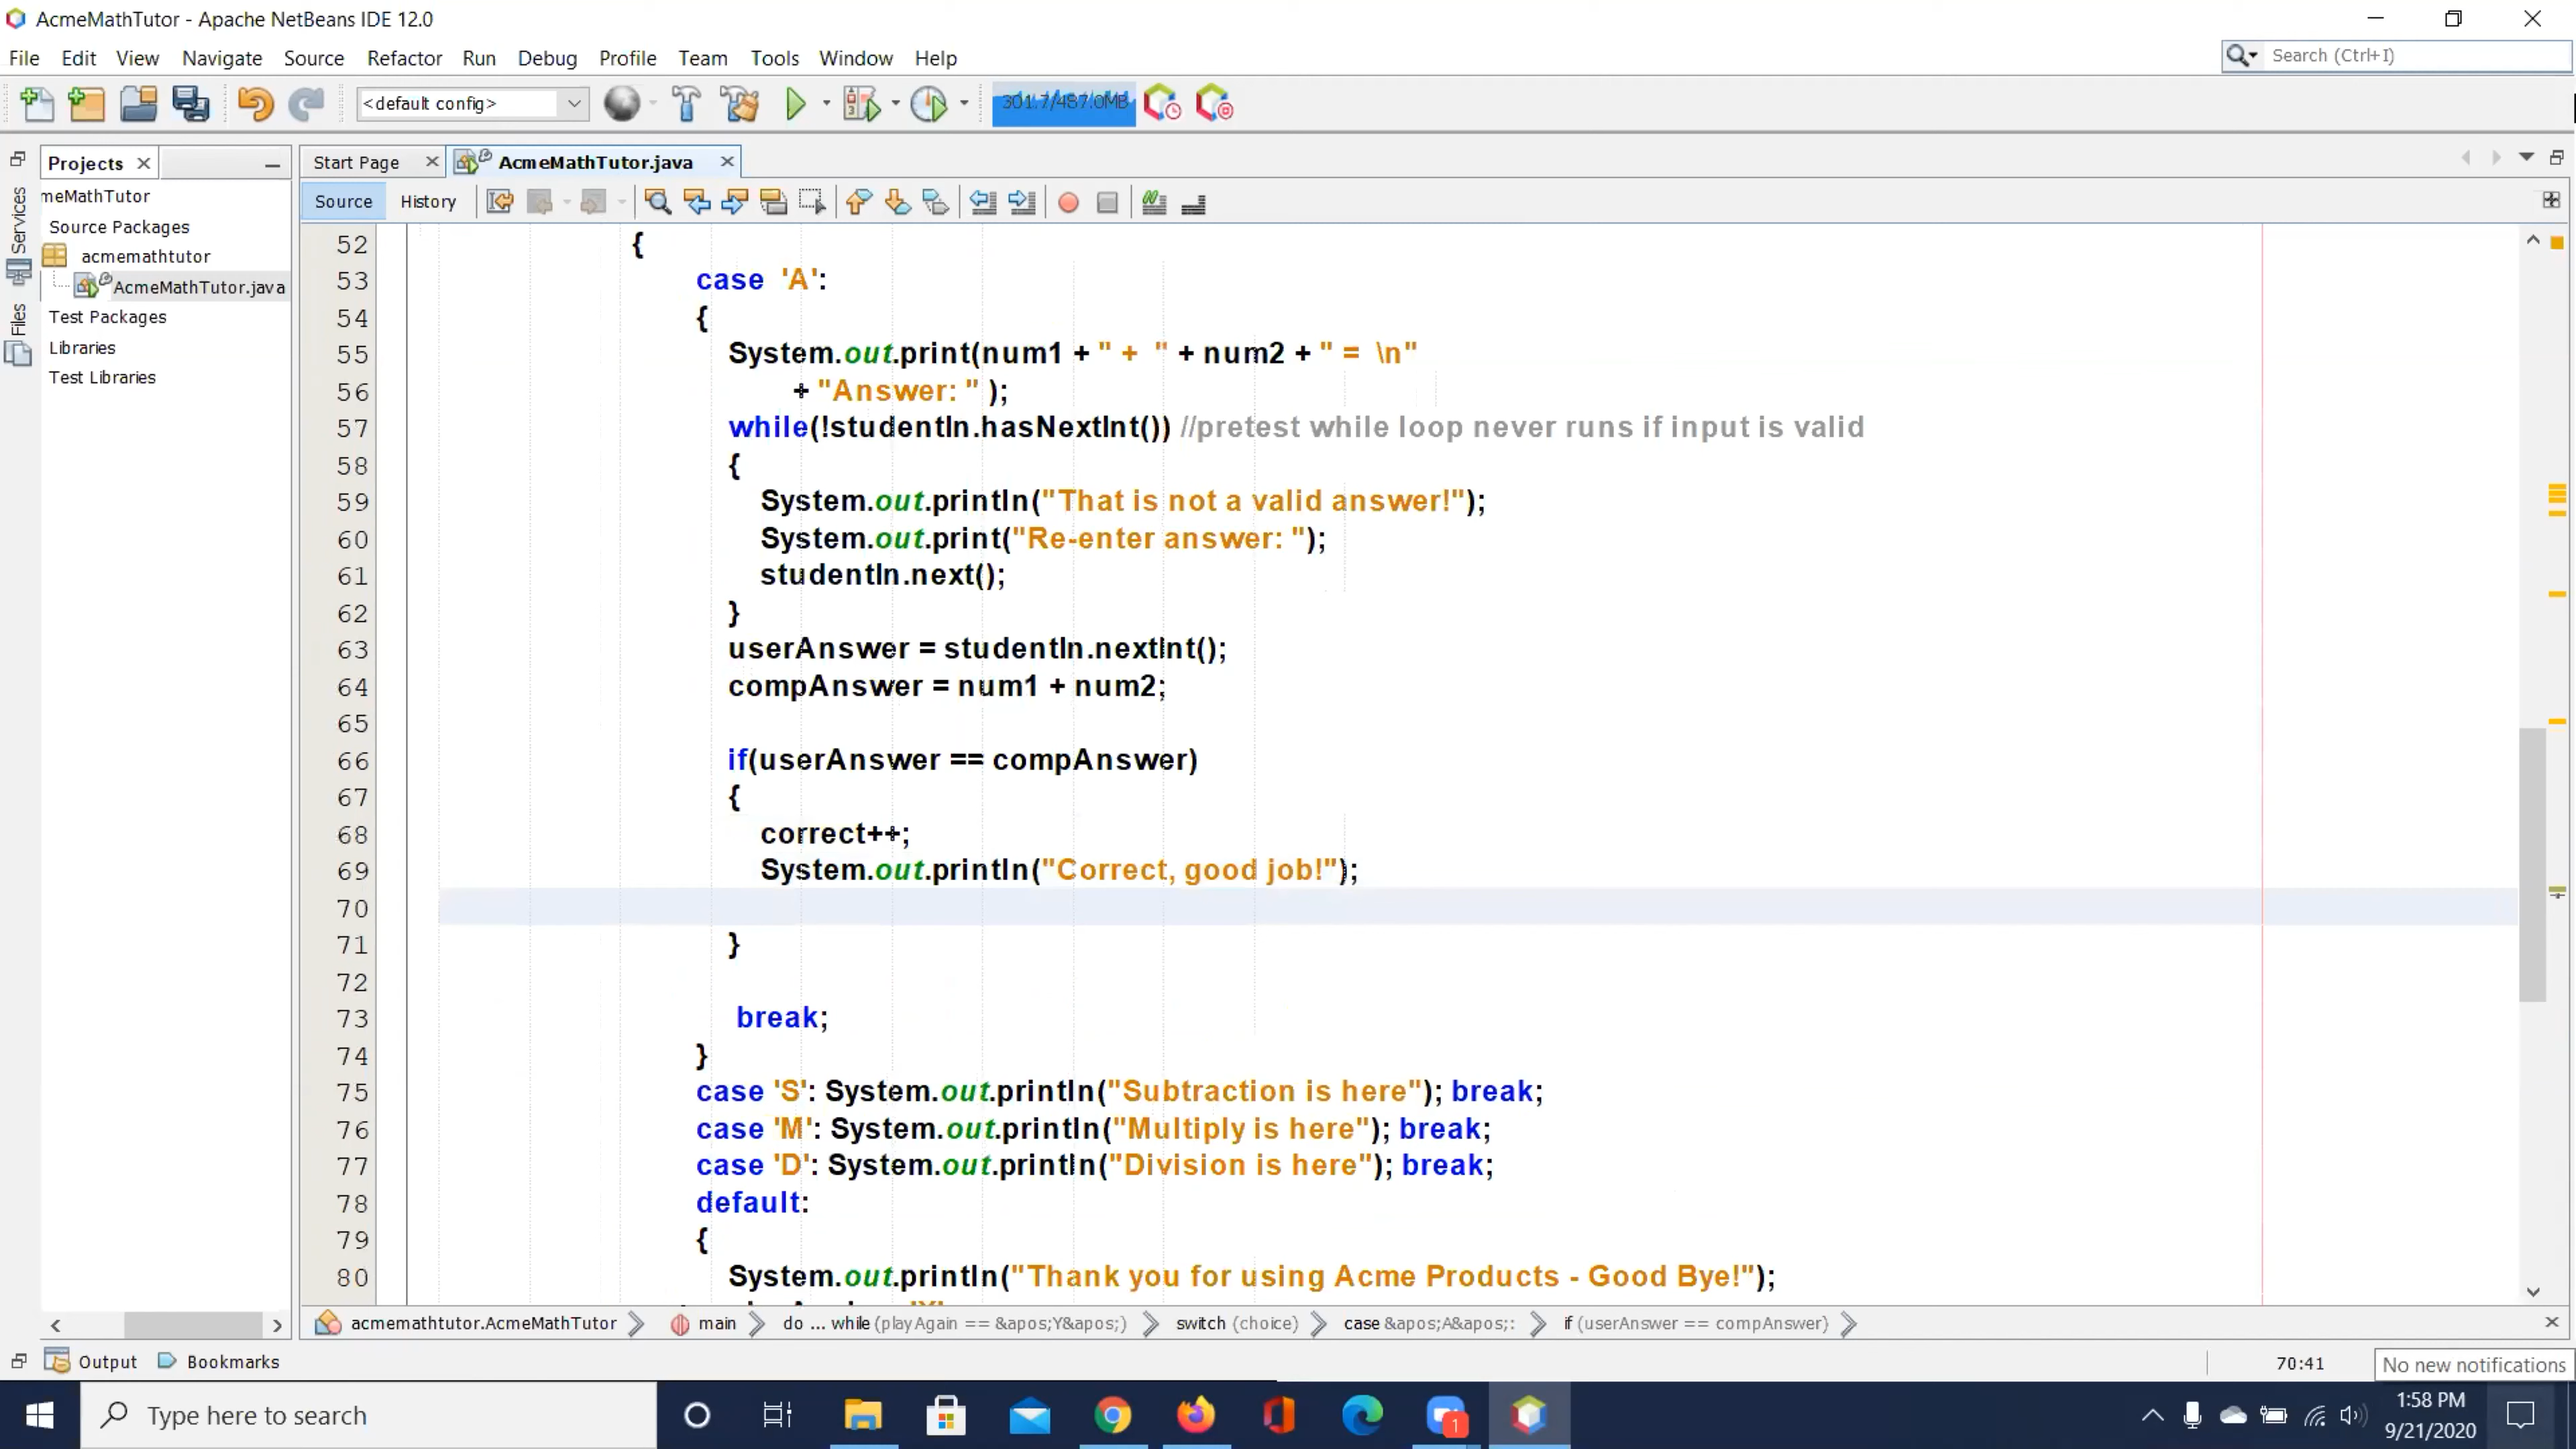 AcmeMathTutor - Apache NetBeans IDE 12.0
File Edit View Navigate Source Refactor Run Debug Profile Team Tools Window Help
Search (Ctrl+I)
<default config>
301.7/487.0MB
Projects
Start Page
AcmeMathTutor.java
Source History
Services
Files
meMathTutor
Source Packages
acmemathtutor
AcmeMathTutor.java
Test Packages
Libraries
Test Libraries
52 {
53 case 'A':
54 {
55 System.out.print(num1 + " + " + num2 + " = \n"
56 + "Answer: " );
57 while(!studentIn.hasNextInt()) //pretest while loop never runs if input is valid
58 {
59 System.out.println("That is not a valid answer!");
60 System.out.print("Re-enter answer: ");
61 studentIn.next();
62 }
63 userAnswer = studentIn.nextInt();
64 compAnswer = num1 + num2;
65
66 if(userAnswer == compAnswer)
67 {
68 correct++;
69 System.out.println("Correct, good job!");
70
71 }
72
73 break;
74 }
75 case 'S': System.out.println("Subtraction is here"); break;
76 case 'M': System.out.println("Multiply is here"); break;
77 case 'D': System.out.println("Division is here"); break;
78 default:
79 {
80 System.out.println("Thank you for using Acme Products - Good Bye!");
acmemathtutor.AcmeMathTutor main do ... while (playAgain == &apos;Y&apos;) switch (choice) case &apos;A&apos;: if (userAnswer == compAnswer)
Output Bookmarks
70:41
No new notifications
Type here to search
1
1:58 PM
9/21/2020